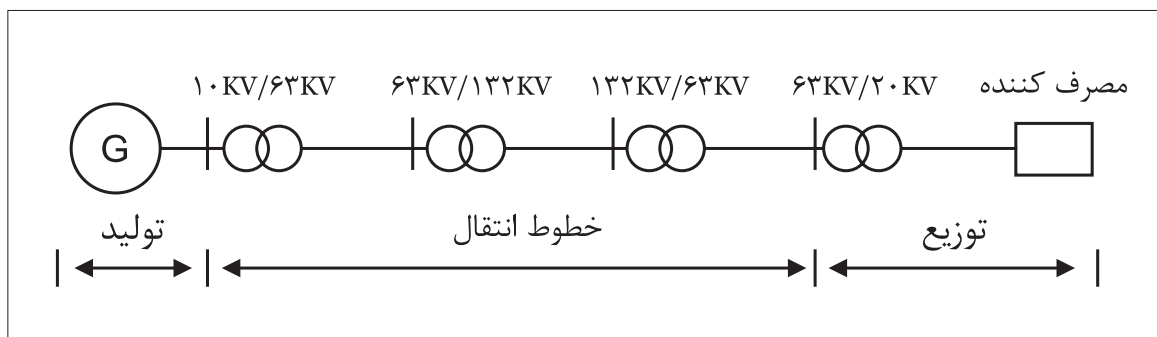 ۱۰KV/۶۳KV ۶۳KV/۱۳۲KV ۱۳۲KV/۶۳KV ۶۳KV/۲۰KV مصرف کننده
G
تولید خطوط انتقال توزیع